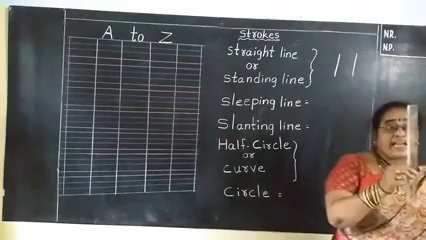 A to Z
Strokes
Straight line
or
Standing line
Sleeping line =
Slanting line =
Half-Circle
or
curve
Circle =
NR.
NP.